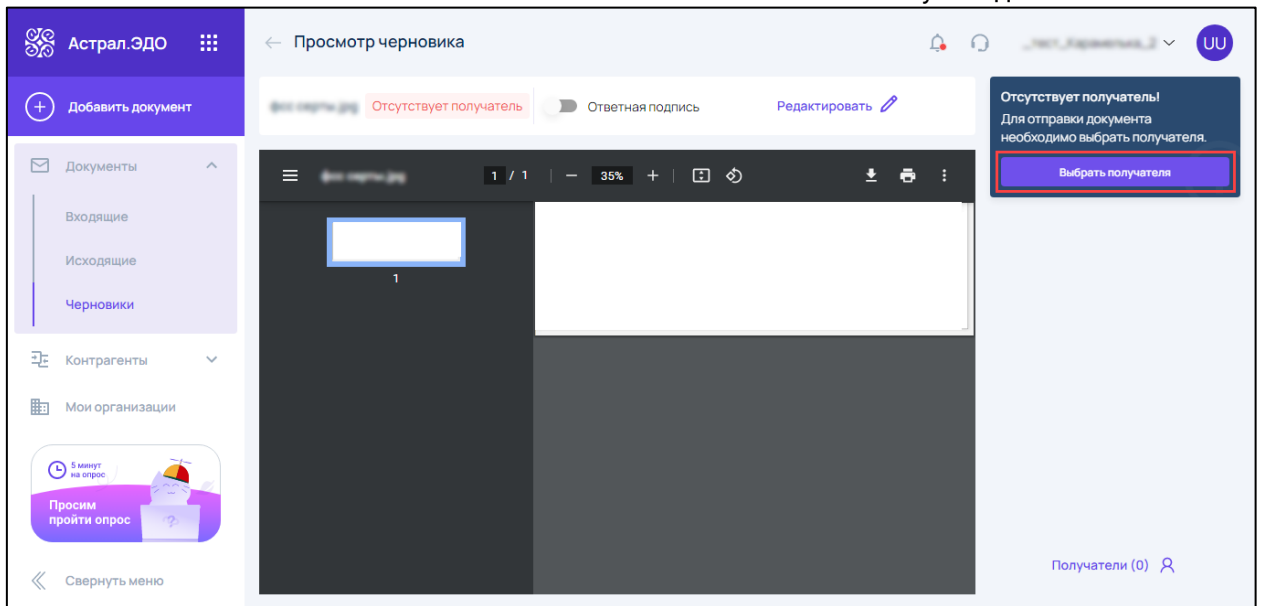 Астрал.ЭДО
Просмотр черновика
UU
Добавить документ
Отсутствует получатель
Ответная подпись
Редактировать
Отсутствует получатель!
Для отправки документа
необходимо выбрать получателя.
Выбрать получателя
Документы
Входящие
Исходящие
Черновики
Контрагенты
Мои организации
5 минут
на опрос
Просим
пройти опрос
?
Свернуть меню
1 / 1
35%
1
Получатели (0)